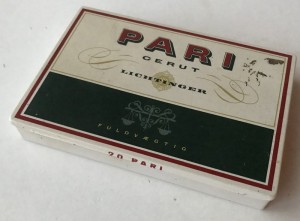 PARI
CERUT
LICHTINGER
FULDVÆGTIG
20 PARI